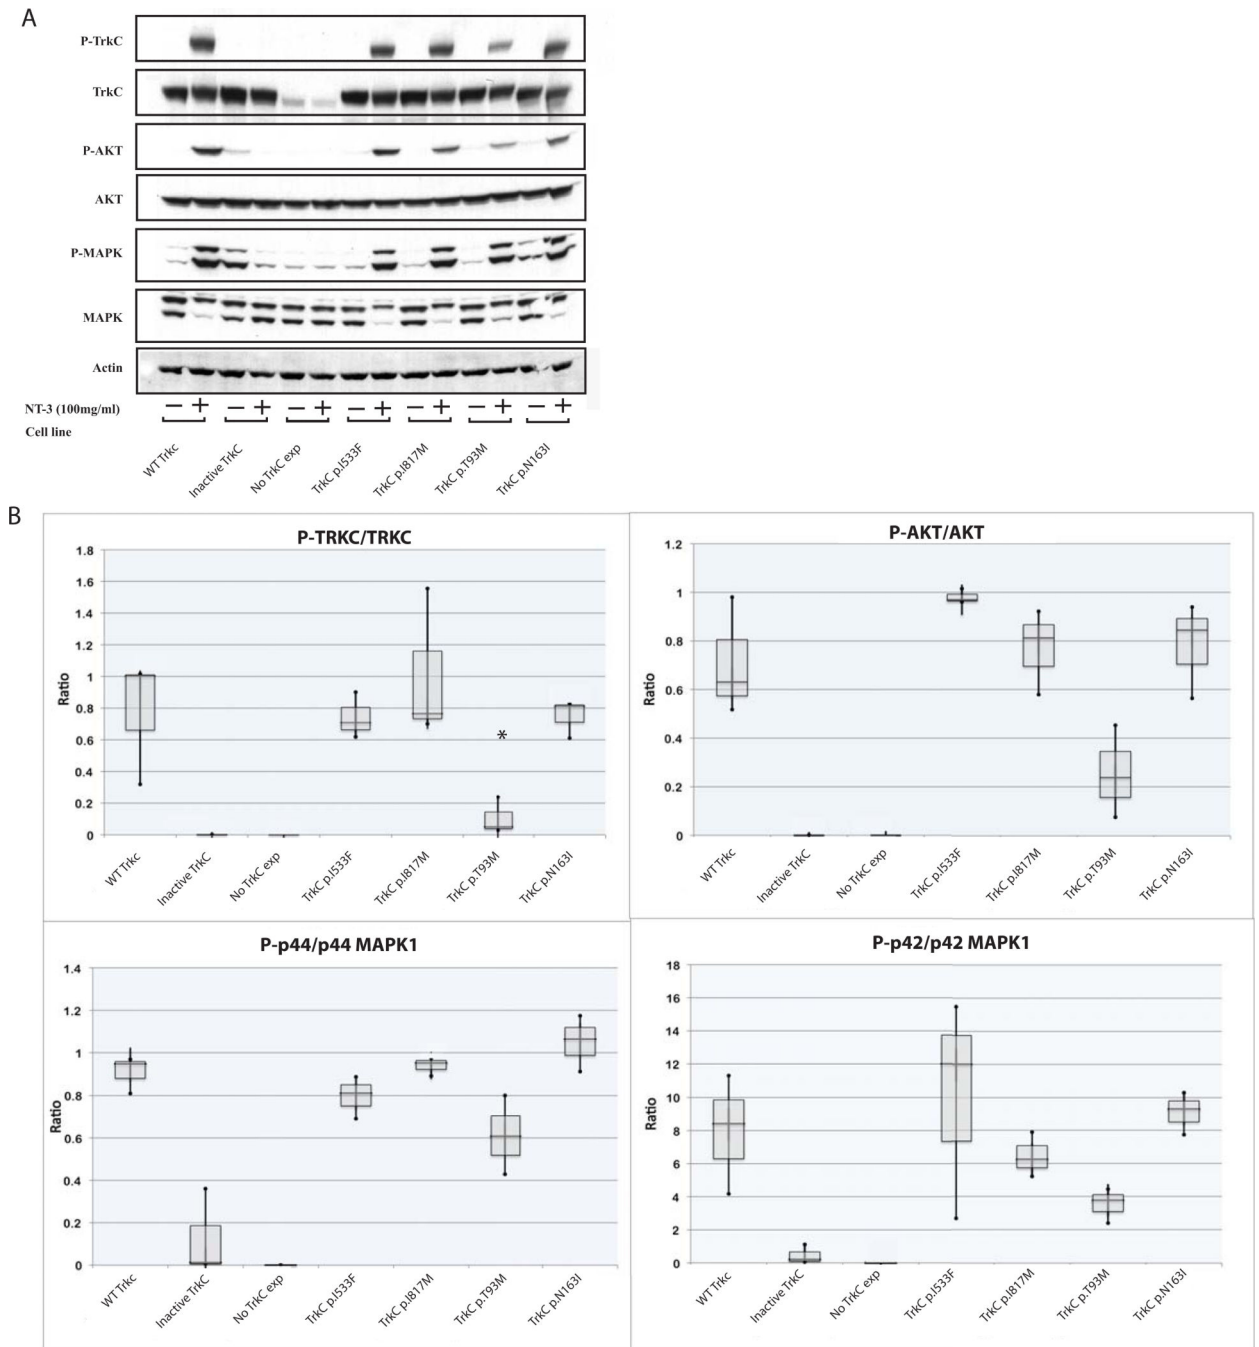 A
P-TrkC
TrkC
P-AKT
AKT
P-MAPK
MAPK
Actin
NT-3 (100mg/ml) − + − + − + − + − + − + − +
Cell line
WT Trkc Inactive TrkC No TrkC exp TrkC p.I533F TrkC p.I817M TrkC p.T93M TrkC p.N163I
B
P-TRKC/TRKC
Ratio
1.8
1.6
1.4
1.2
1
0.8
0.6
0.4
0.2
0
*
WT Trkc Inactive TrkC No TrkC exp TrkC p.I533F TrkC p.I817M TrkC p.T93M TrkC p.N163I
P-AKT/AKT
Ratio
1.2
1
0.8
0.6
0.4
0.2
0
WT Trkc Inactive TrkC No TrkC exp TrkC p.I533F TrkC p.I817M TrkC p.T93M TrkC p.N163I
P-p44/p44 MAPK1
Ratio
1.4
1.2
1
0.8
0.6
0.4
0.2
0
WT Trkc Inactive TrkC No TrkC exp TrkC p.I533F TrkC p.I817M TrkC p.T93M TrkC p.N163I
P-p42/p42 MAPK1
Ratio
18
16
14
12
10
8
6
4
2
0
WT Trkc Inactive TrkC No TrkC exp TrkC p.I533F TrkC p.I817M TrkC p.T93M TrkC p.N163I